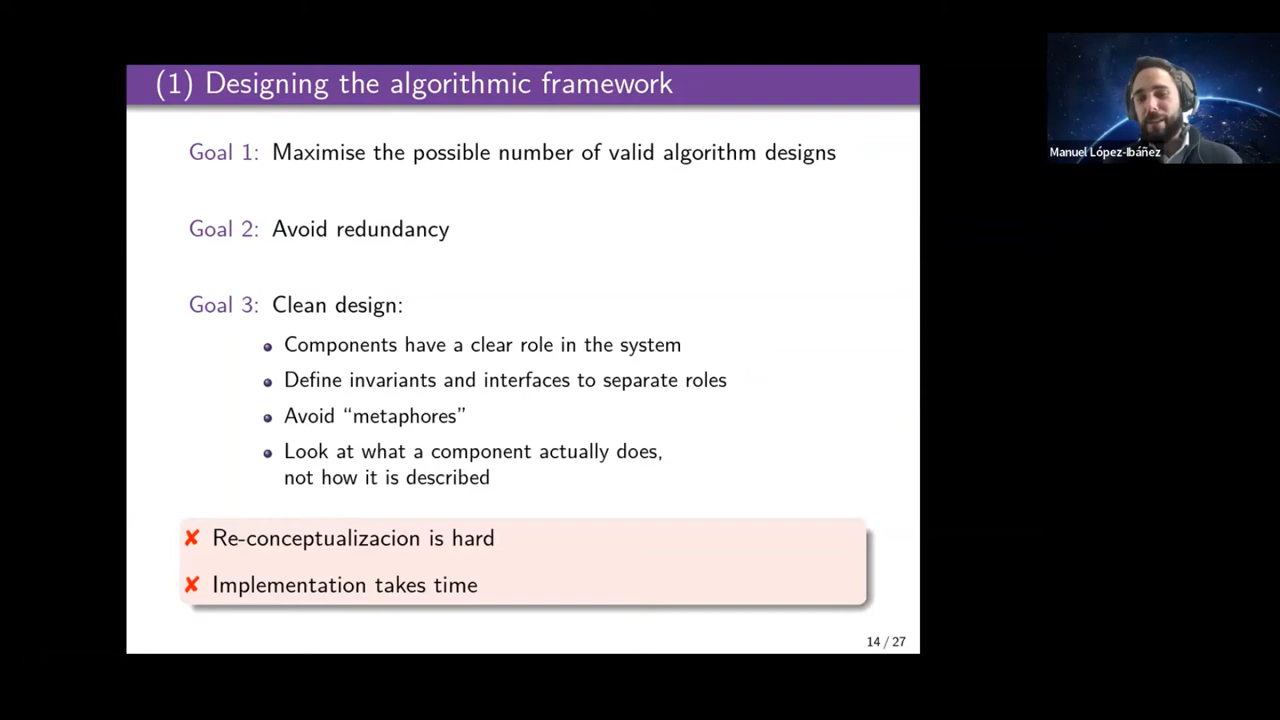 (1) Designing the algorithmic framework
Goal 1: Maximise the possible number of valid algorithm designs
Goal 2: Avoid redundancy
Goal 3: Clean design:
Components have a clear role in the system
Define invariants and interfaces to separate roles
Avoid “metaphores”
Look at what a component actually does,
not how it is described
✘ Re-conceptualizacion is hard
✘ Implementation takes time
14 / 27
Manuel López-Ibáñez